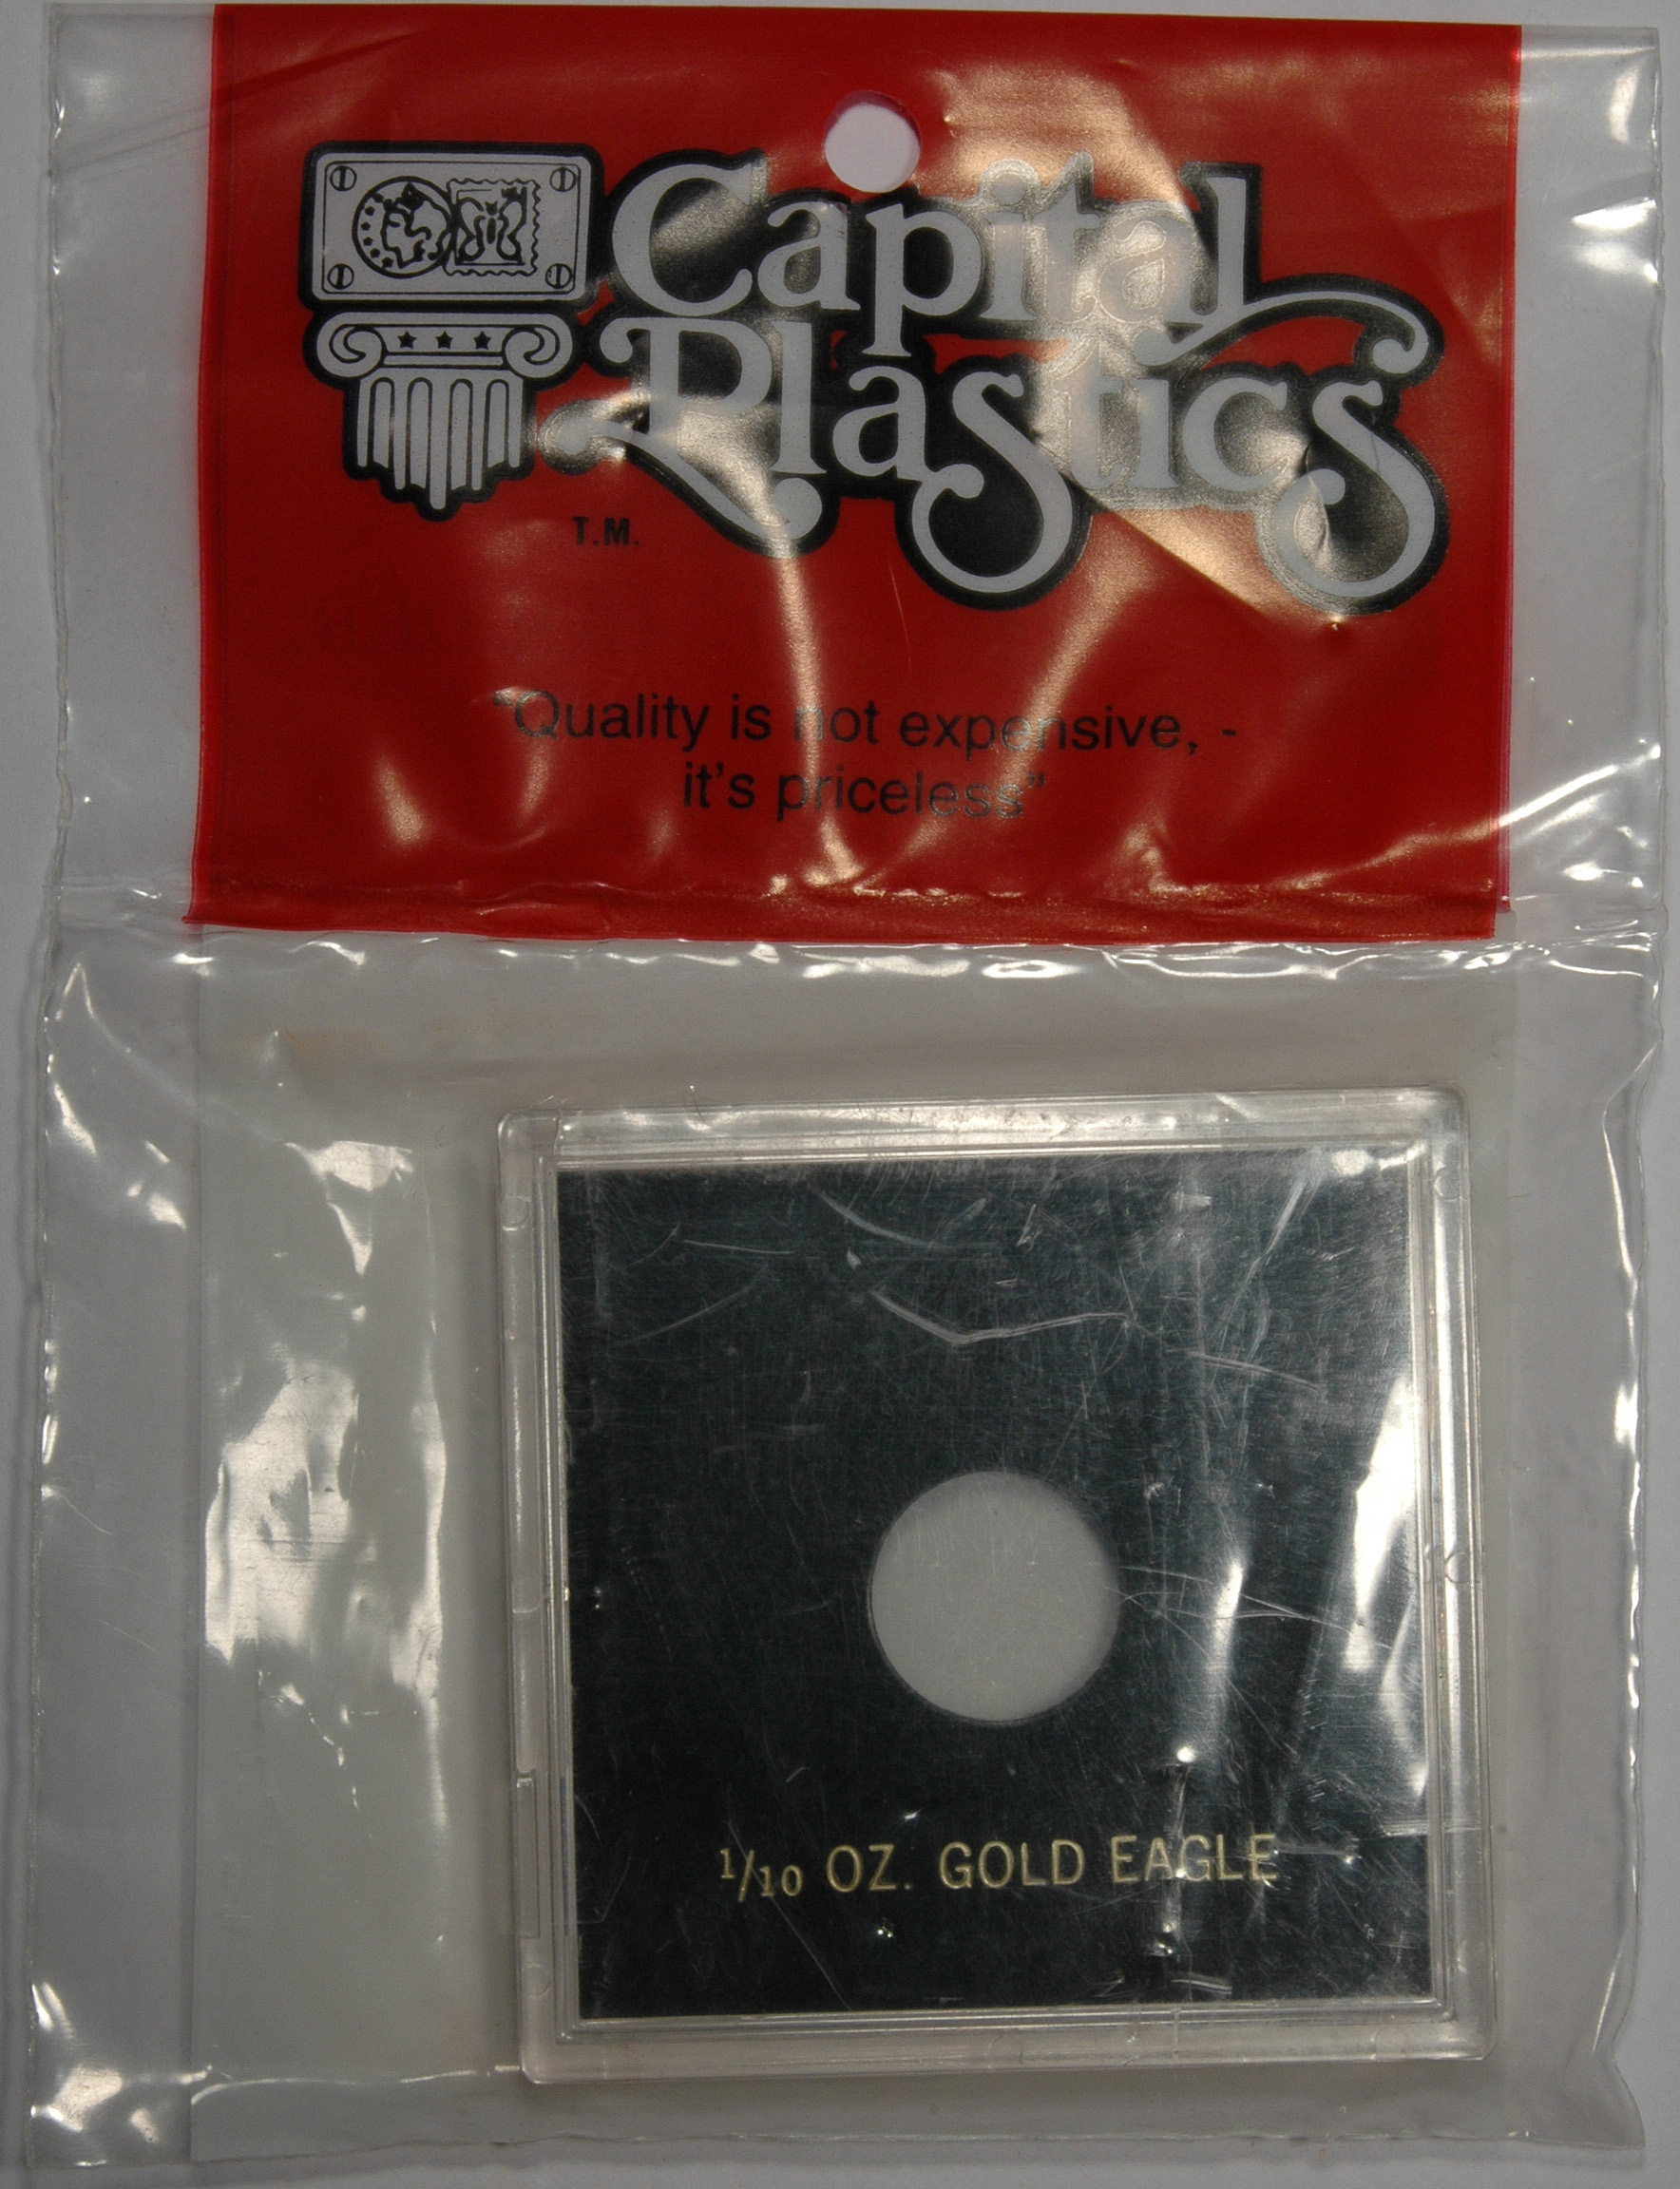 Capital
Plastics
T.M.
"Quality is not expensive, -
it's priceless"
1/10 OZ. GOLD EAGLE